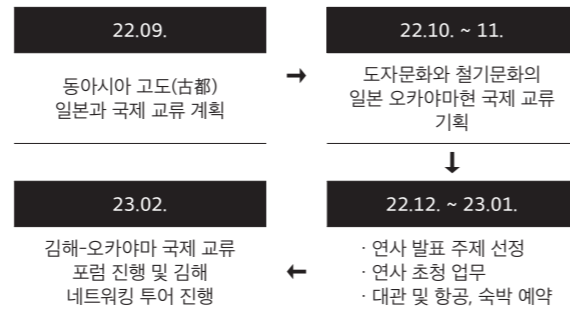 22.09.
동아시아 고도(古都)
일본과 국제 교류 계획
22.10. ~ 11.
도자문화와 철기문화의
일본 오카야마현 국제 교류
기획
22.12. ~ 23.01.
· 연사 발표 주제 선정
· 연사 초청 업무
· 대관 및 항공, 숙박 예약
23.02.
김해-오카야마 국제 교류
포럼 진행 및 김해
네트워킹 투어 진행